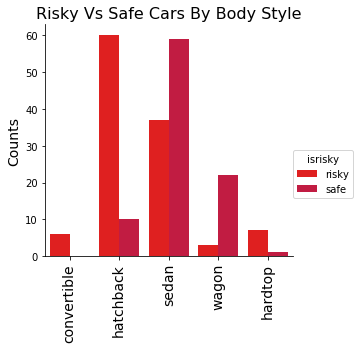 Risky Vs Safe Cars By Body Style
60
50
40
30
20
10
0
Counts
convertible
hatchback
sedan
wagon
hardtop
isrisky
risky
safe